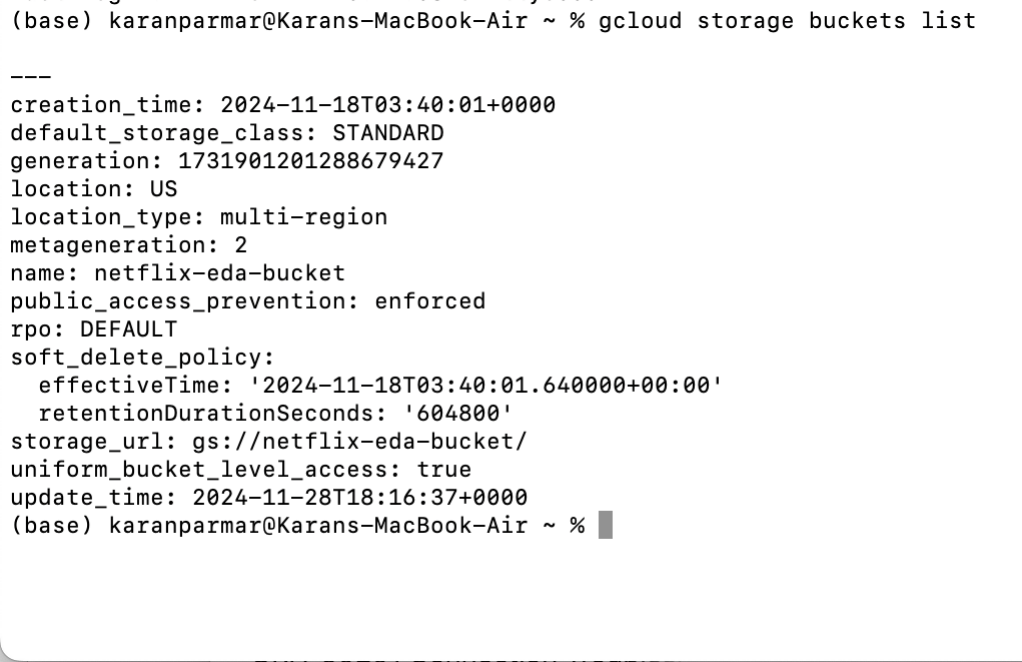 (base) karanparmar@Karans-MacBook-Air ~ % gcloud storage buckets list
---
creation_time: 2024-11-18T03:40:01+0000
default_storage_class: STANDARD
generation: 1731901201288679427
location: US
location_type: multi-region
metageneration: 2
name: netflix-eda-bucket
public_access_prevention: enforced
rpo: DEFAULT
soft_delete_policy:
  effectiveTime: '2024-11-18T03:40:01.640000+00:00'
  retentionDurationSeconds: '604800'
storage_url: gs://netflix-eda-bucket/
uniform_bucket_level_access: true
update_time: 2024-11-28T18:16:37+0000
(base) karanparmar@Karans-MacBook-Air ~ %